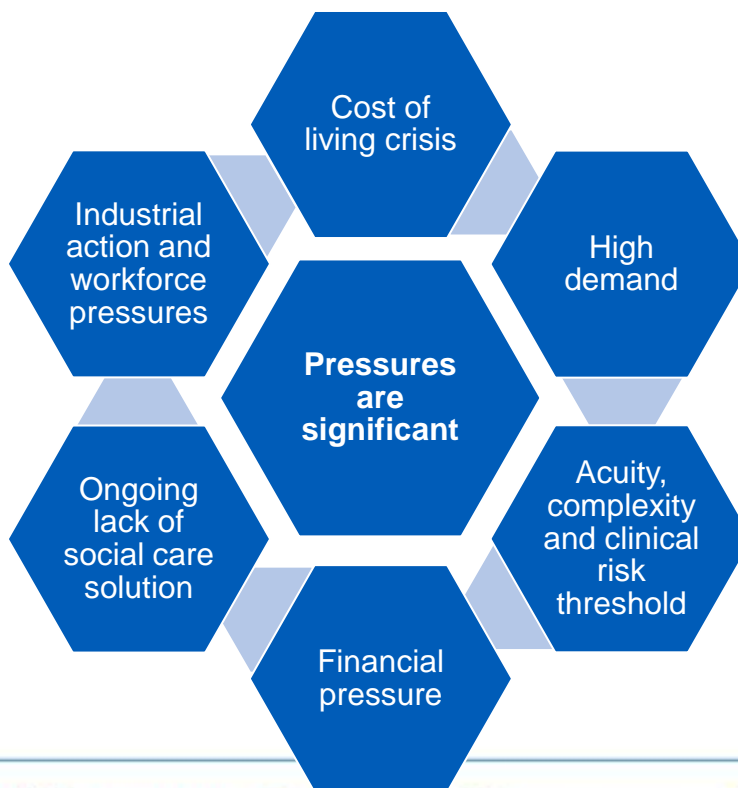 Cost of
living crisis
High
demand
Acuity,
complexity
and clinical
risk
threshold
Financial
pressure
Ongoing
lack of
social care
solution
Industrial
action and
workforce
pressures
Pressures
are
significant